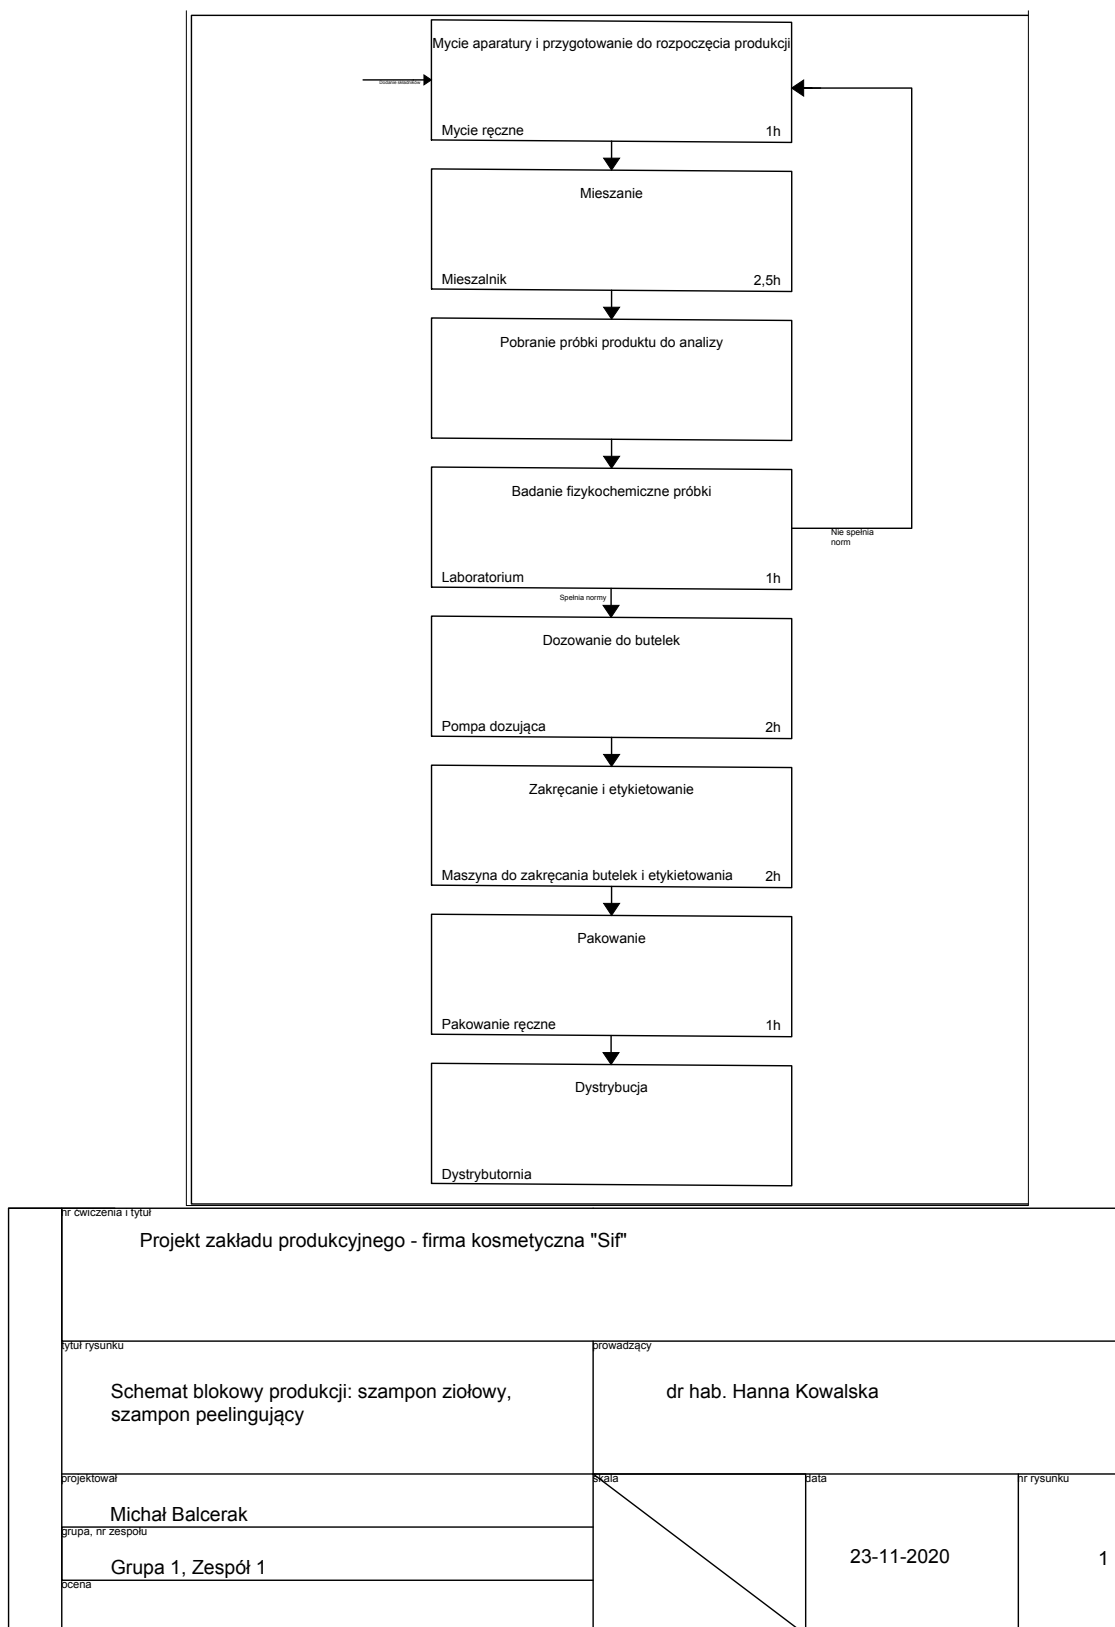 Mycie aparatury i przygotowanie do rozpoczęcia produkcji
Dodanie składników
Mycie ręczne 1h
Mieszanie
Mieszalnik 2,5h
Pobranie próbki produktu do analizy
Badanie fizykochemiczne próbki
Nie spełnia
norm
Laboratorium 1h
Spełnia normy
Dozowanie do butelek
Pompa dozująca 2h
Zakręcanie i etykietowanie
Maszyna do zakręcania butelek i etykietowania 2h
Pakowanie
Pakowanie ręczne 1h
Dystrybucja
Dystrybutornia
nr ćwiczenia i tytuł
Projekt zakładu produkcyjnego - firma kosmetyczna "Sif"
tytuł rysunku
Schemat blokowy produkcji: szampon ziołowy,
szampon peelingujący
prowadzący
dr hab. Hanna Kowalska
projektował
Michał Balcerak
grupa, nr zespołu
Grupa 1, Zespół 1
ocena
skala
data
23-11-2020
nr rysunku
1